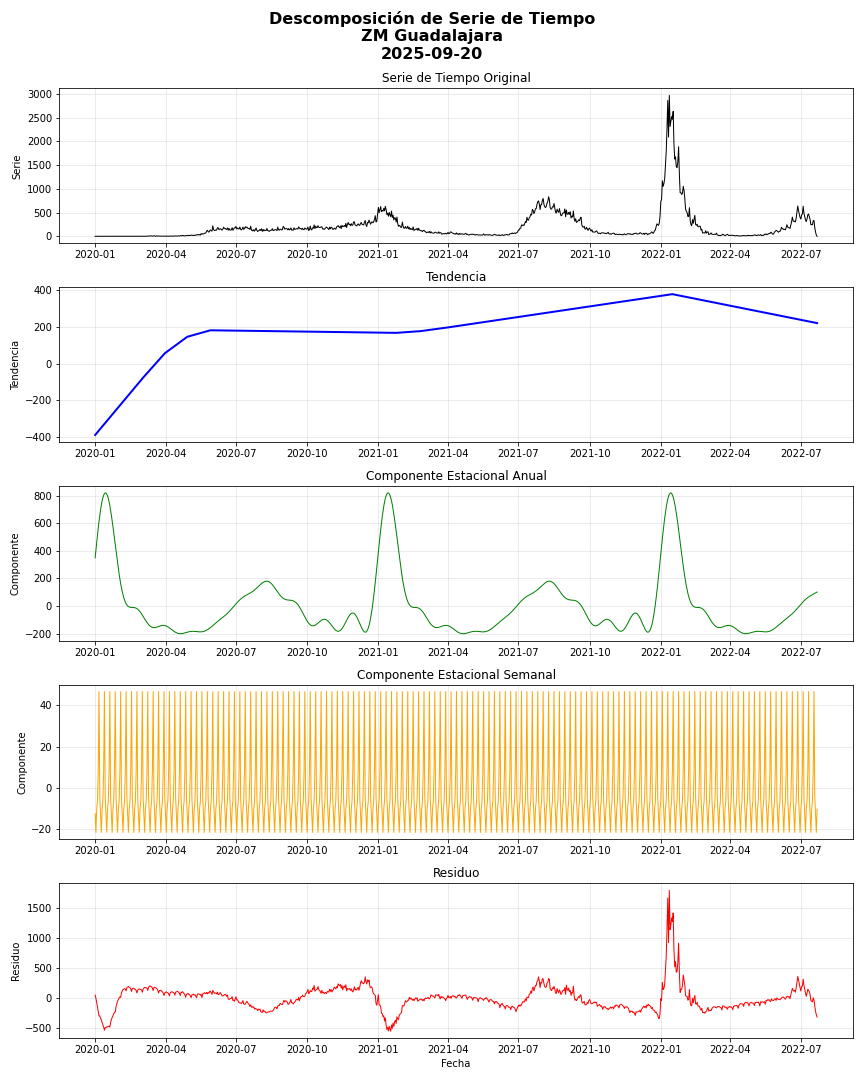 Descomposición de Serie de Tiempo
ZM Guadalajara
2025-09-20
Serie de Tiempo Original
Serie
3000
2500
2000
1500
1000
500
0
2020-01 2020-04 2020-07 2020-10 2021-01 2021-04 2021-07 2021-10 2022-01 2022-04 2022-07
Tendencia
Tendencia
400
200
0
−200
−400
2020-01 2020-04 2020-07 2020-10 2021-01 2021-04 2021-07 2021-10 2022-01 2022-04 2022-07
Componente Estacional Anual
Componente
800
600
400
200
0
−200
2020-01 2020-04 2020-07 2020-10 2021-01 2021-04 2021-07 2021-10 2022-01 2022-04 2022-07
Componente Estacional Semanal
Componente
40
20
0
−20
2020-01 2020-04 2020-07 2020-10 2021-01 2021-04 2021-07 2021-10 2022-01 2022-04 2022-07
Residuo
Residuo
1500
1000
500
0
−500
2020-01 2020-04 2020-07 2020-10 2021-01 2021-04 2021-07 2021-10 2022-01 2022-04 2022-07
Fecha